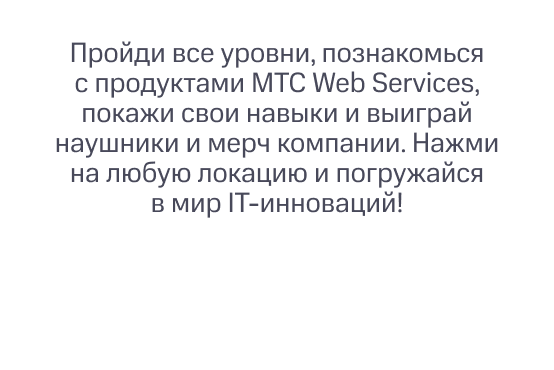 Пройди все уровни, познакомься
с продуктами МТС Web Services,
покажи свои навыки и выиграй
наушники и мерч компании. Нажми
на любую локацию и погружайся
в мир IT-инноваций!